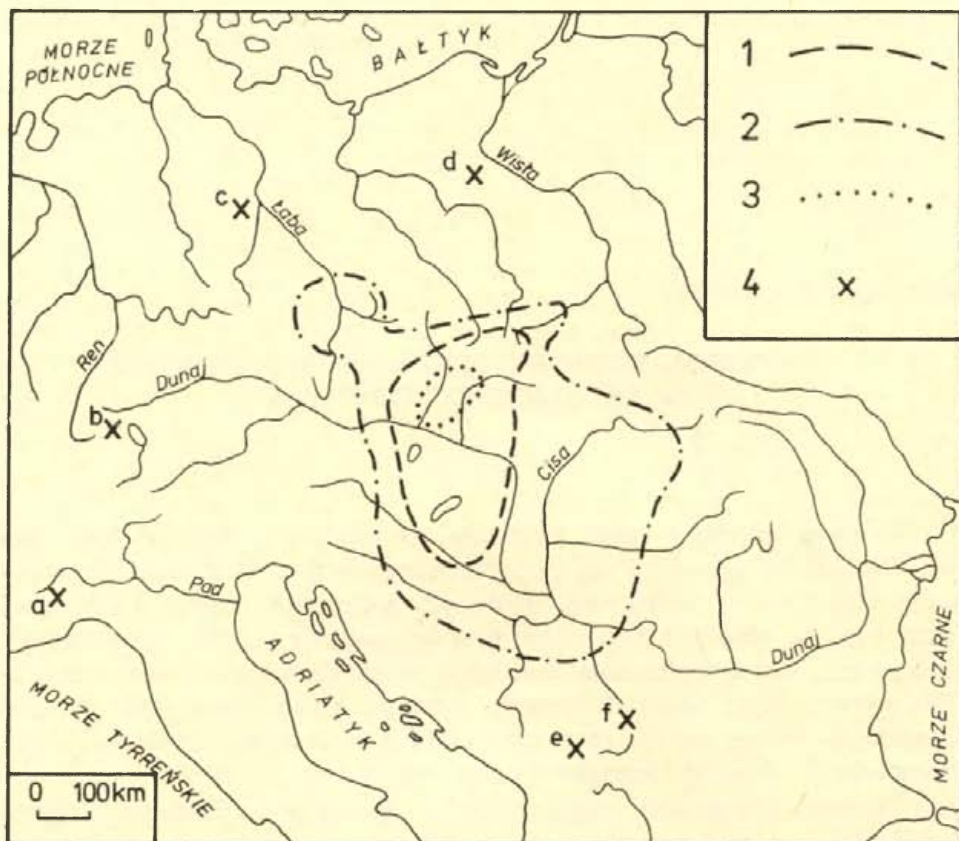 MORZE
PÓŁNOCNE
BAŁTYK
1
2
3
4
d
Wisła
c
Łaba
Ren
Dunaj
b
Cisa
a
Pad
ADRIATYK
Dunaj
MORZE CZARNE
f
e
MORZE TYRREŃSKIE
0 100km